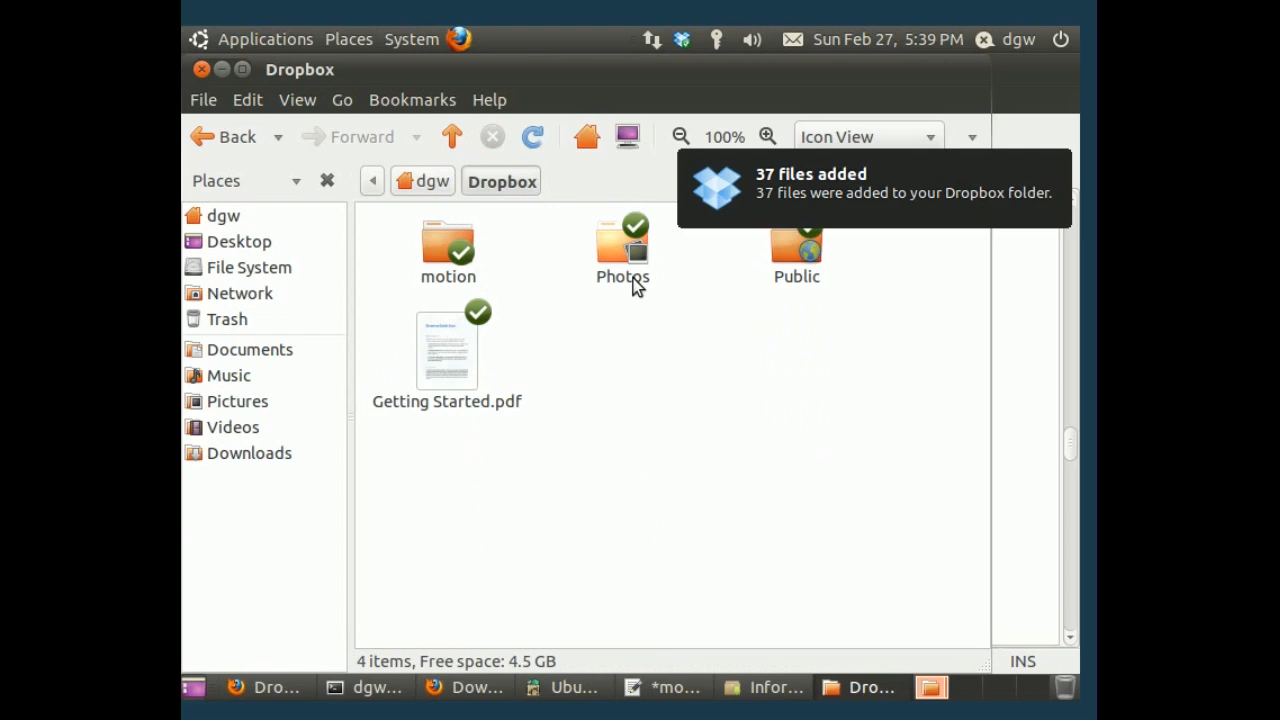 Applications Places System Sun Feb 27, 5:39 PM dgw
Dropbox
File Edit View Go Bookmarks Help
Back Forward 100% Icon View
Places dgw Dropbox
37 files added
37 files were added to your Dropbox folder.
dgw
Desktop
File System
Network
Trash
Documents
Music
Pictures
Videos
Downloads
motion Photos Public
Getting Started.pdf
4 items, Free space: 4.5 GB INS
Dro... dgw... Dow... Ubu... *mo... Infor... Dro...